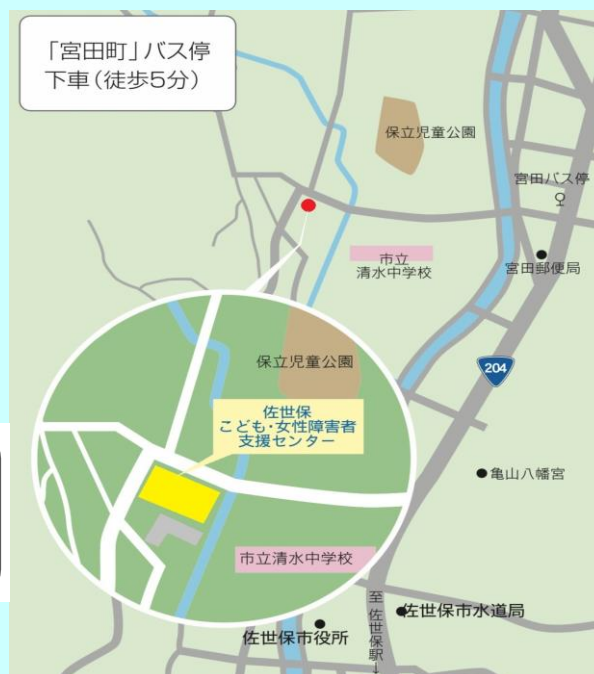 「宮田町」バス停
下車(徒歩5分)
保立児童公園
宮田バス停
市立
清水中学校
宮田郵便局
保立児童公園
204
佐世保
こども・女性障害者
支援センター
亀山八幡宮
市立清水中学校
至 佐世保駅→
佐世保市水道局
佐世保市役所